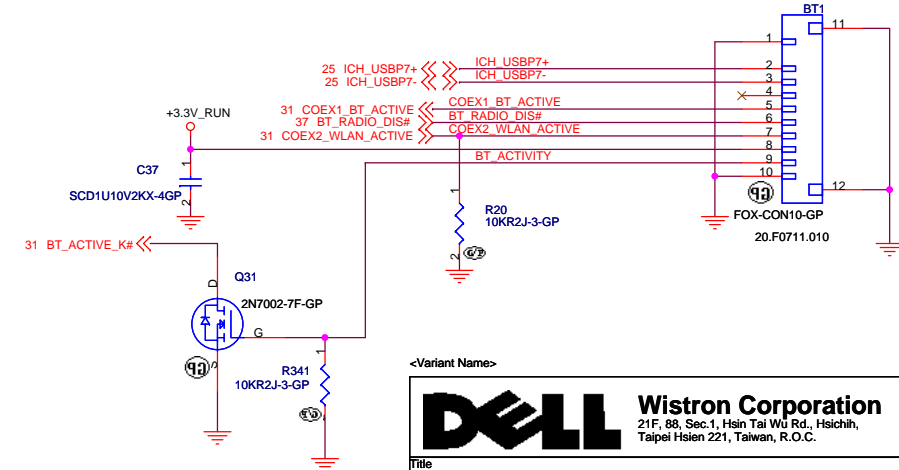 BT1
11
1
ICH_USBP7+
25 ICH_USBP7+
2
ICH_USBP7-
25 ICH_USBP7-
3
4
COEX1_BT_ACTIVE
31 COEX1_BT_ACTIVE
5
BT_RADIO_DIS#
37 BT_RADIO_DIS#
6
COEX2_WLAN_ACTIVE
31 COEX2_WLAN_ACTIVE
7
+3.3V_RUN
8
BT_ACTIVITY
9
10
12
C37
1
SCD1U10V2KX-4GP
2
GP
FOX-CON10-GP
20.F0711.010
1
R20
10KR2J-3-GP
2
GP
31 BT_ACTIVE_K#
D
Q31
2N7002-7F-GP
G
S
GP
1
R341
10KR2J-3-GP
GP
<Variant Name>
DELL
Wistron Corporation
21F, 88, Sec.1, Hsin Tai Wu Rd., Hsichih,
Taipei Hsien 221, Taiwan, R.O.C.
Title